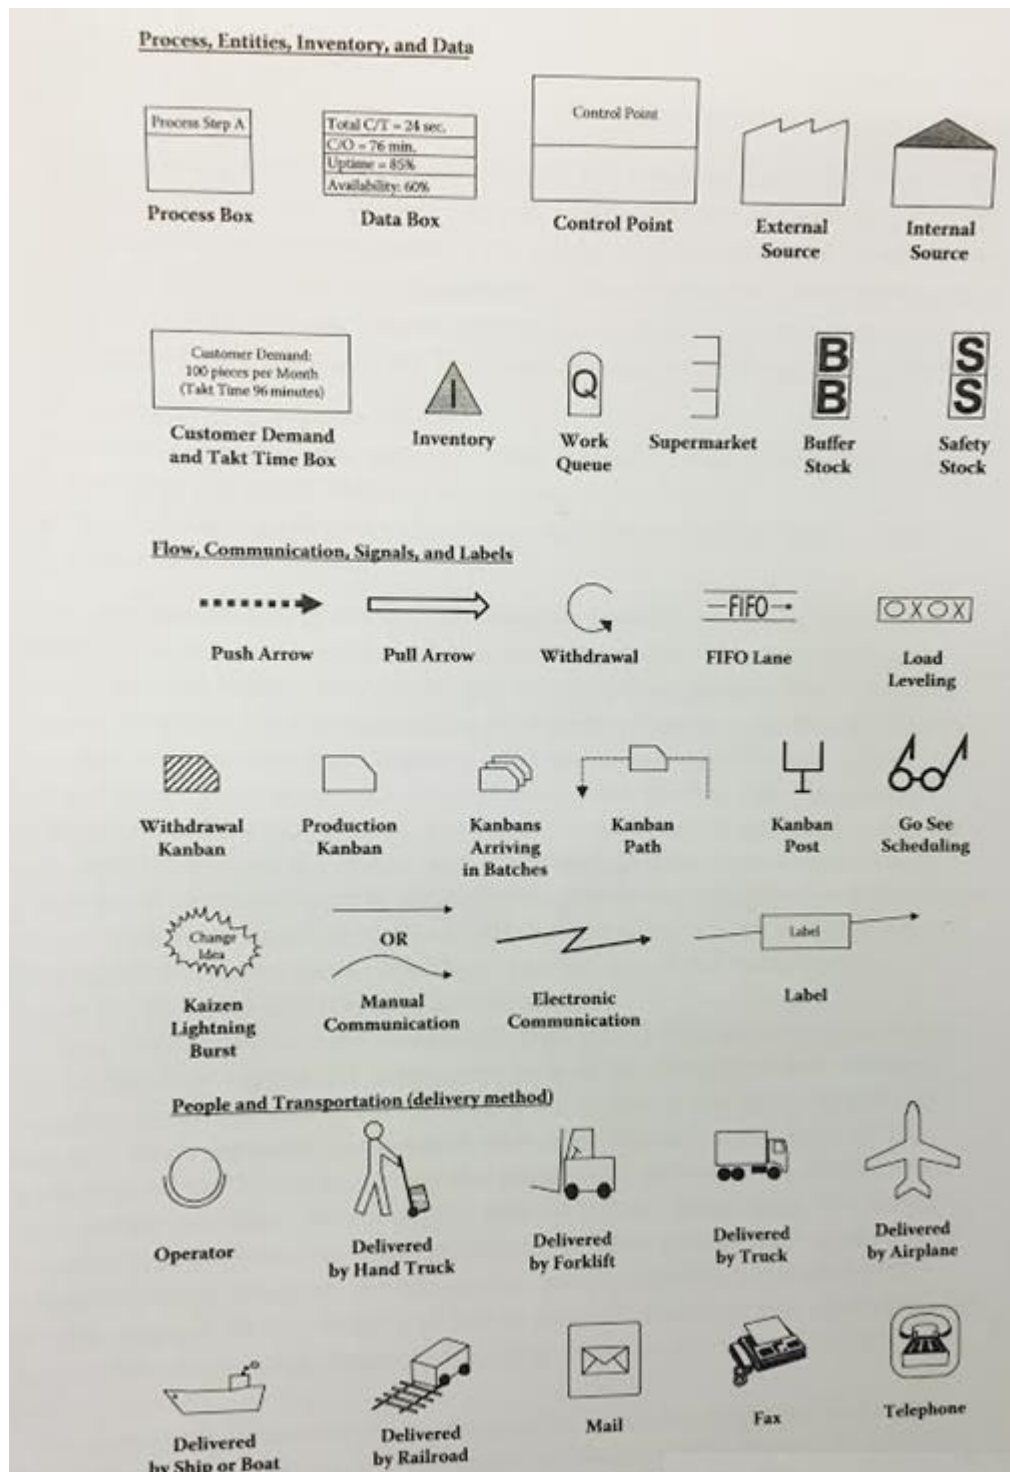 Process, Entities, Inventory, and Data
Process Step A
Process Box
Total C/T = 24 sec.
C/O = 76 min.
Uptime = 85%
Availability: 60%
Data Box
Control Point
Control Point
External
Source
Internal
Source
Customer Demand:
100 pieces per Month
(Takt Time 96 minutes)
Customer Demand
and Takt Time Box
I
Inventory
Q
Work
Queue
Supermarket
B
B
Buffer
Stock
S
S
Safety
Stock
Flow, Communication, Signals, and Labels
Push Arrow
Pull Arrow
Withdrawal
FIFO
FIFO Lane
OXOX
Load
Leveling
Withdrawal
Kanban
Production
Kanban
Kanbans
Arriving
in Batches
Kanban
Path
Kanban
Post
Go See
Scheduling
Change
Idea
Kaizen
Lightning
Burst
OR
Manual
Communication
Electronic
Communication
Label
Label
People and Transportation (delivery method)
Operator
Delivered
by Hand Truck
Delivered
by Forklift
Delivered
by Truck
Delivered
by Airplane
Delivered
by Ship or Boat
Delivered
by Railroad
Mail
Fax
Telephone